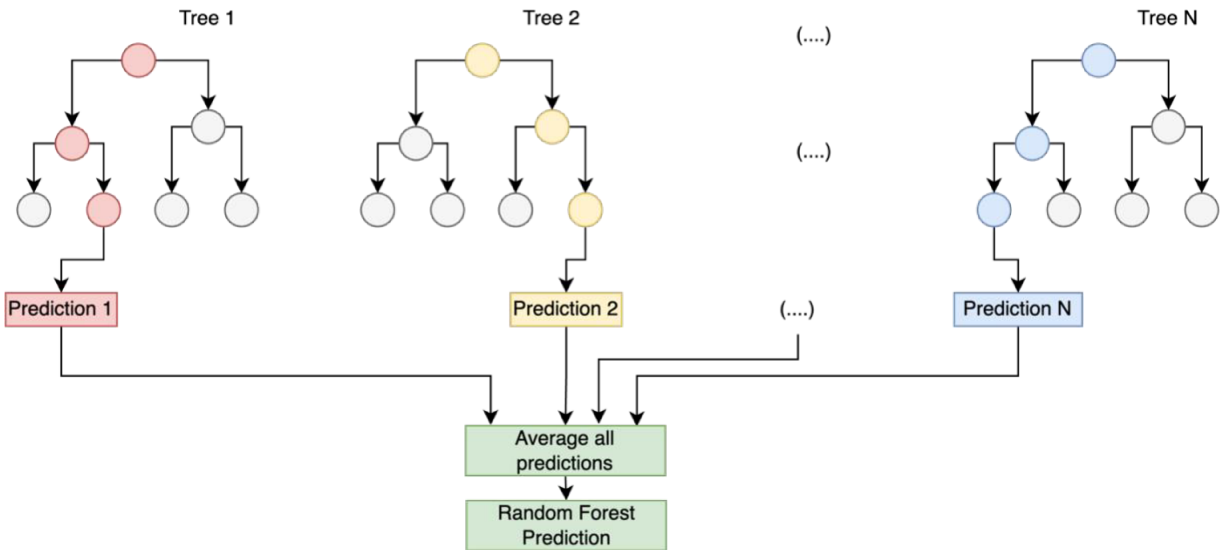 Tree 1
Tree 2
(....)
Tree N
(....)
Prediction 1
Prediction 2
(....)
Prediction N
Average all
predictions
Random Forest
Prediction